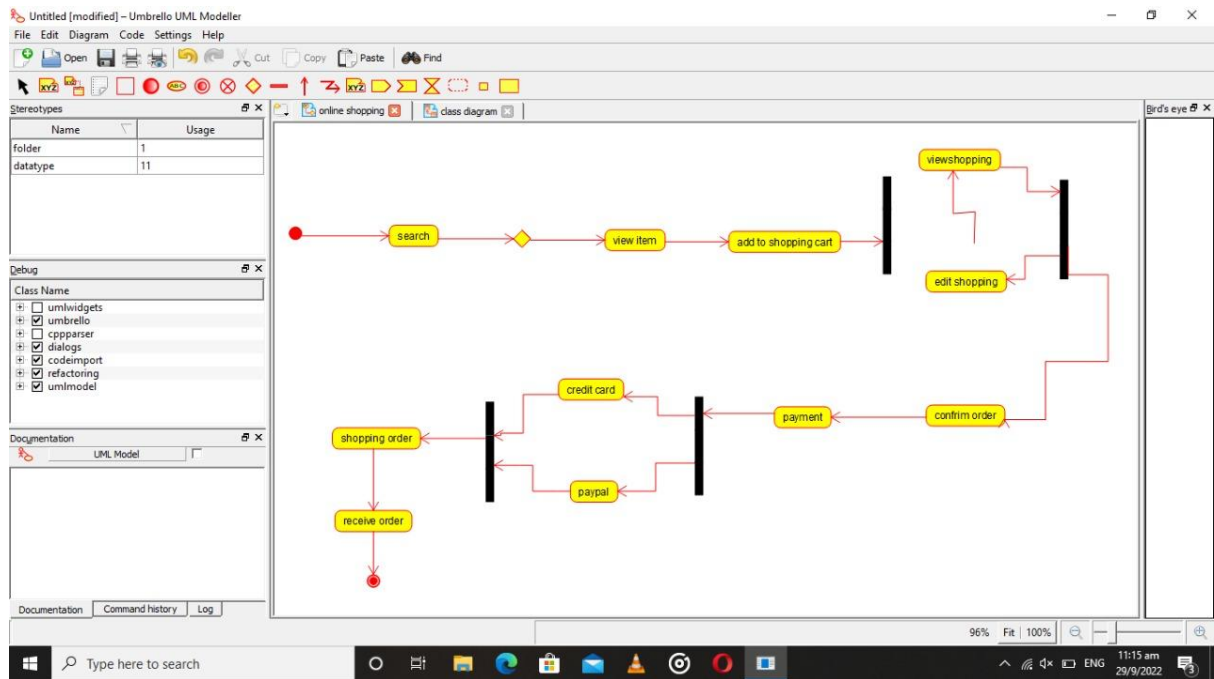 Untitled [modified] – Umbrello UML Modeller
File Edit Diagram Code Settings Help
Open Cut Copy Paste Find
XYZ ABC XYZ
Stereotypes
online shopping class diagram
Bird's eye
Name Usage
folder 1
datatype 11
Debug
Class Name
umlwidgets
umbrello
cppparser
dialogs
codeimport
refactoring
umlmodel
Documentation
UML Model
Documentation Command history Log
viewshopping
search
view item
add to shopping cart
edit shopping
credit card
payment
confrim order
shopping order
paypal
receive order
96% Fit 100%
Type here to search
ENG
11:15 am
29/9/2022
3